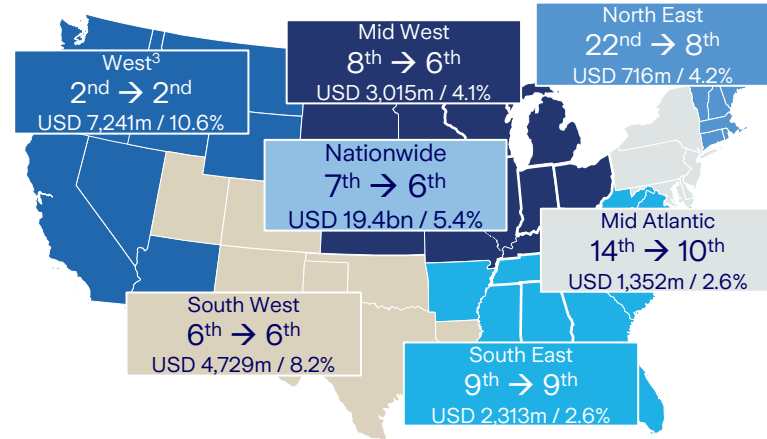 North East
22nd → 8th
USD 716m / 4.2%
Mid West
8th → 6th
USD 3,015m / 4.1%
West3
2nd → 2nd
USD 7,241m / 10.6%
Nationwide
7th → 6th
USD 19.4bn / 5.4%
Mid Atlantic
14th → 10th
USD 1,352m / 2.6%
South West
6th → 6th
USD 4,729m / 8.2%
South East
9th → 9th
USD 2,313m / 2.6%